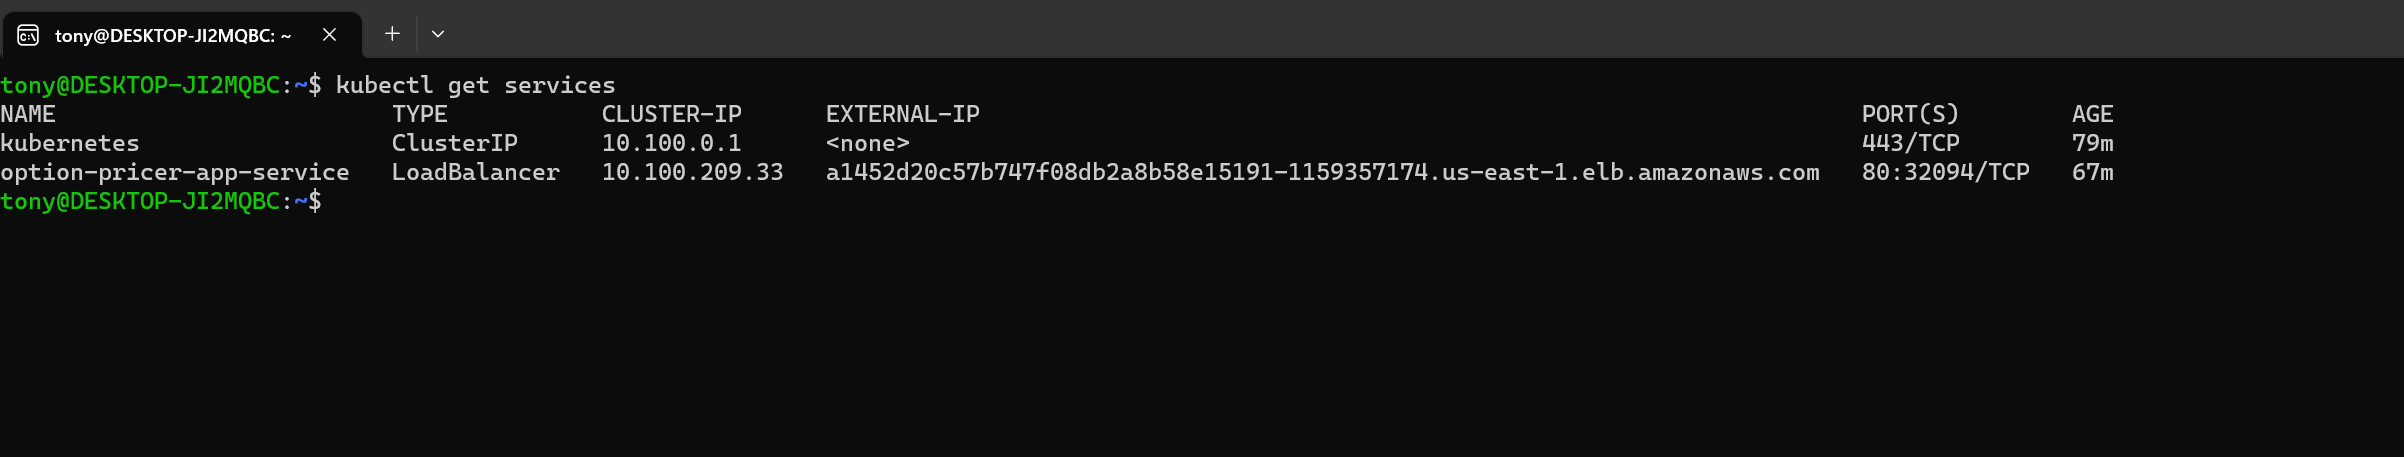 tony@DESKTOP-JI2MQBC: ~
tony@DESKTOP-JI2MQBC:~$ kubectl get services
NAME TYPE CLUSTER-IP EXTERNAL-IP PORT(S) AGE
kubernetes ClusterIP 10.100.0.1 <none> 443/TCP 79m
option-pricer-app-service LoadBalancer 10.100.209.33 a1452d20c57b747f08db2a8b58e15191-1159357174.us-east-1.elb.amazonaws.com 80:32094/TCP 67m
tony@DESKTOP-JI2MQBC:~$